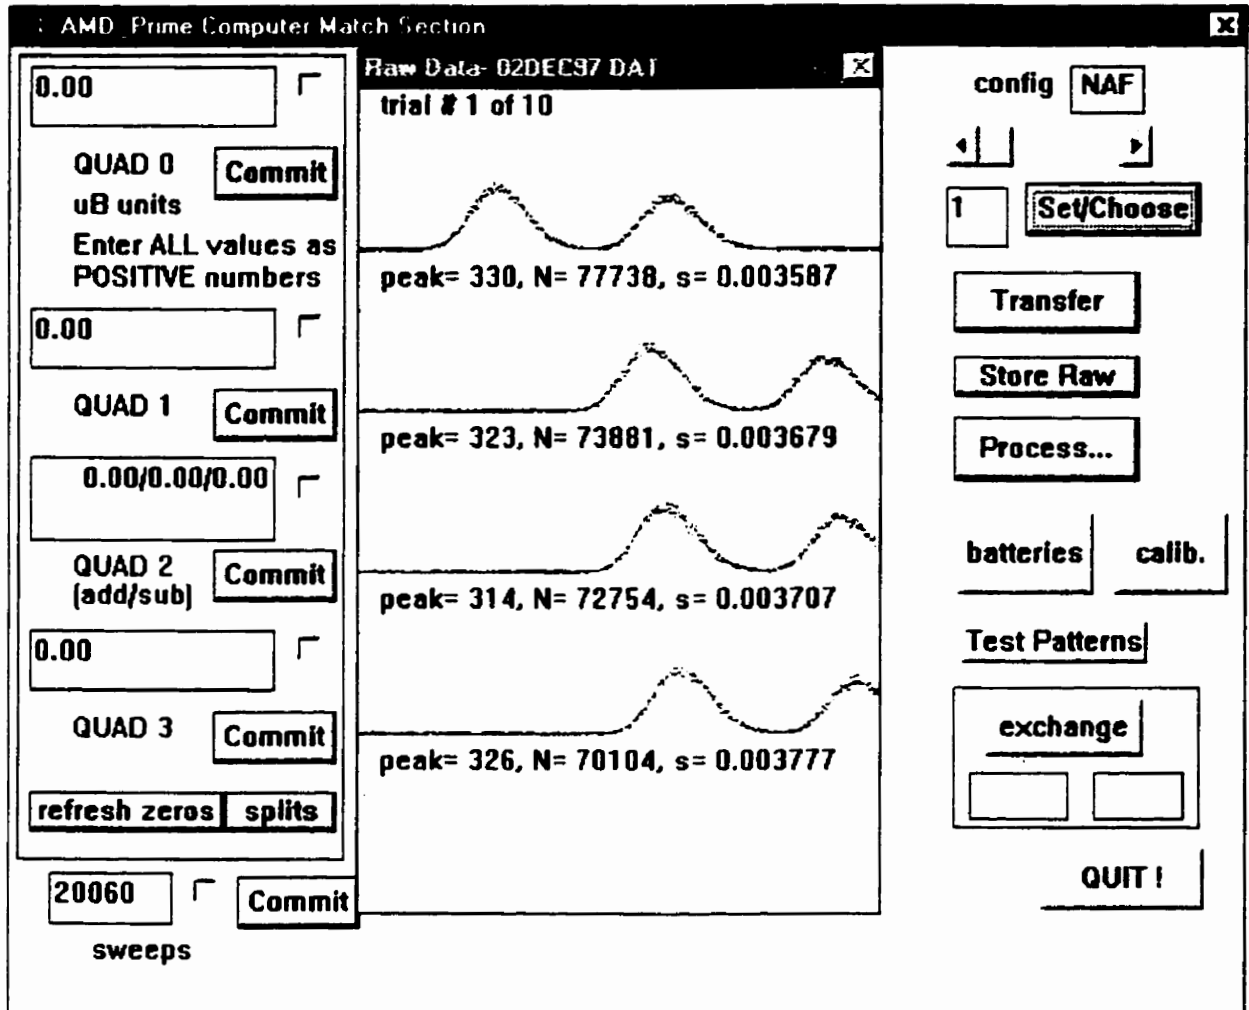 AMD_Prime Computer Match Section
0.00
QUAD 0
Commit
uB units
Enter ALL values as
POSITIVE numbers
0.00
QUAD 1
Commit
0.00/0.00/0.00
QUAD 2
(add/sub)
Commit
0.00
QUAD 3
Commit
refresh zeros
splits
20060
Commit
sweeps
Raw Data- 02DEC97 DAT
trial # 1 of 10
peak= 330, N= 77738, s= 0.003587
peak= 323, N= 73881, s= 0.003679
peak= 314, N= 72754, s= 0.003707
peak= 326, N= 70104, s= 0.003777
config NAF
1
Set/Choose
Transfer
Store Raw
Process...
batteries
calib.
Test Patterns
exchange
QUIT !